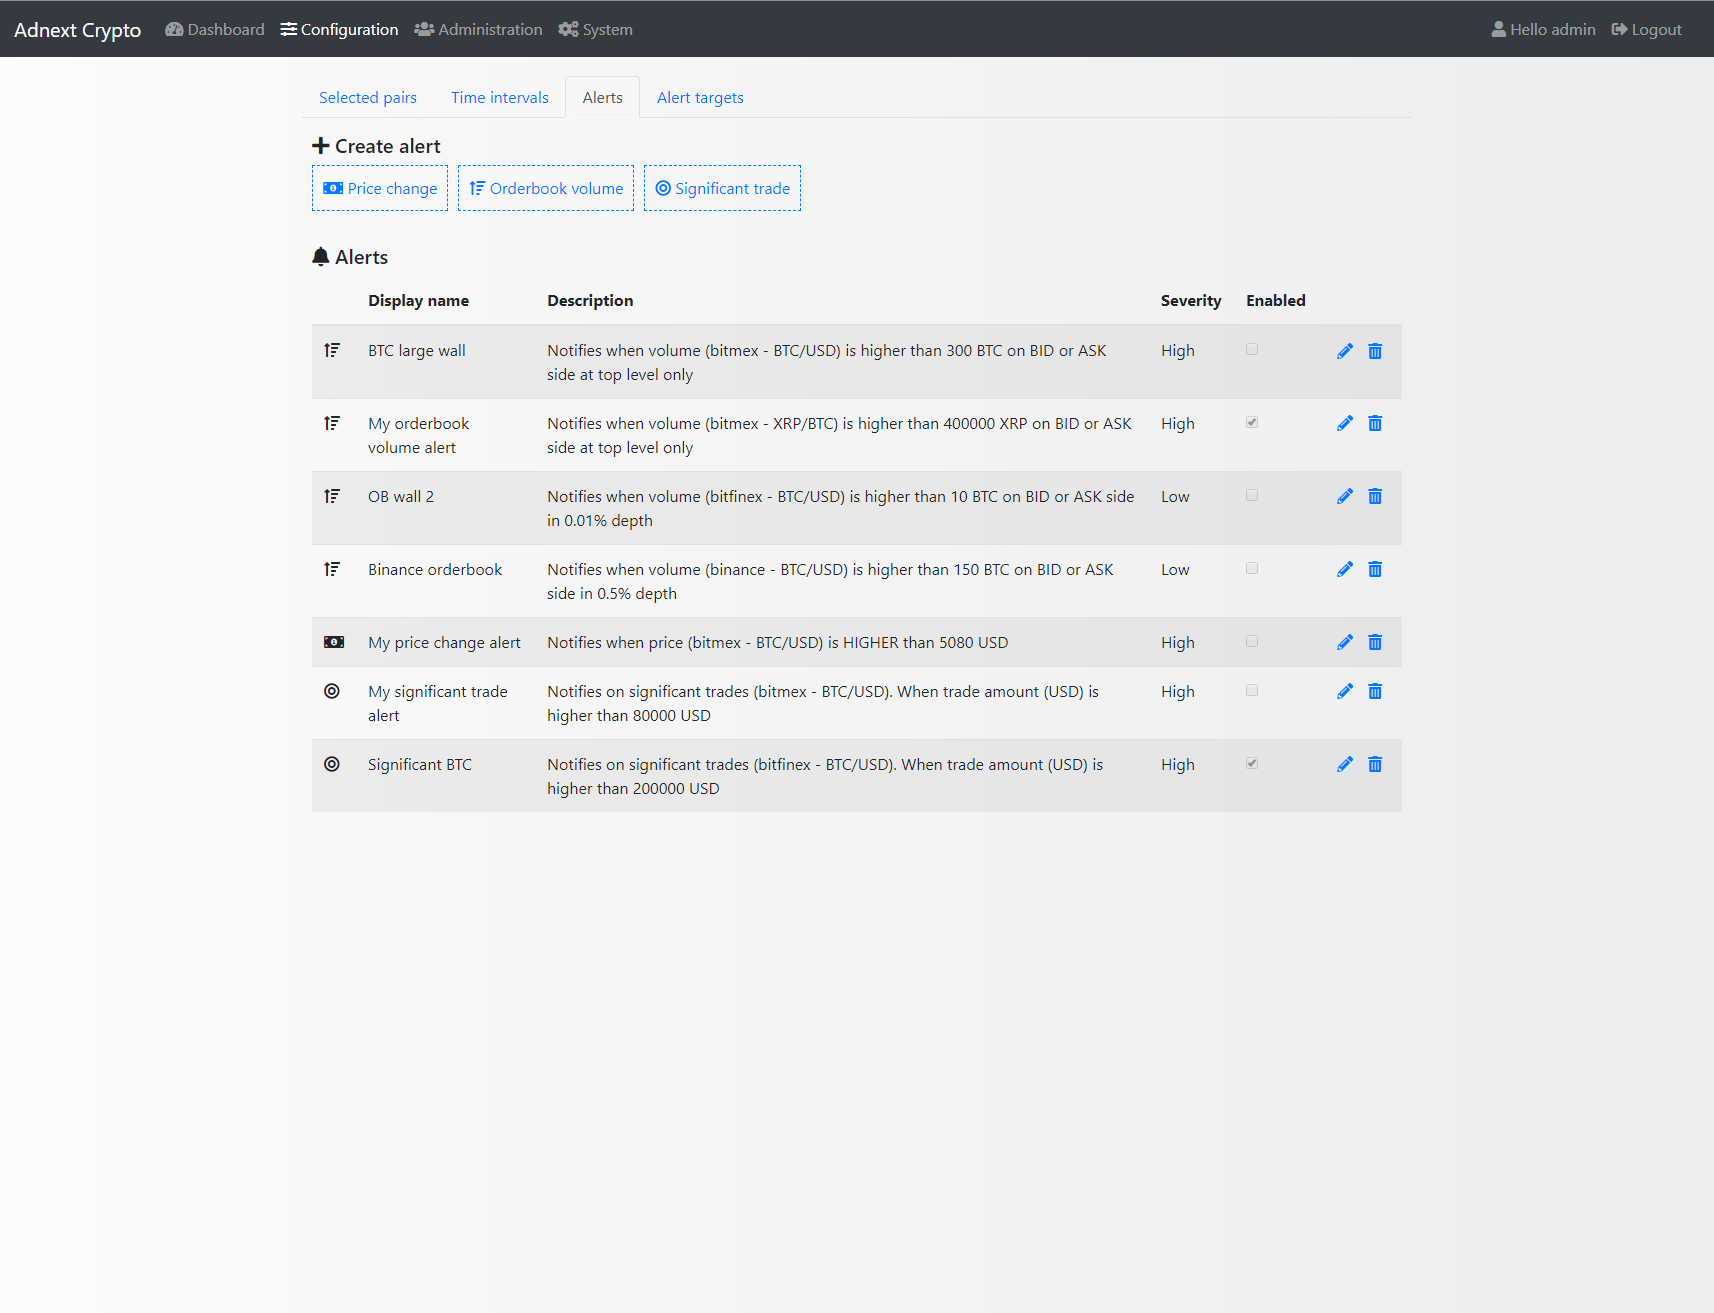 Adnext Crypto Dashboard Configuration Administration System Hello admin Logout
Selected pairs Time intervals Alerts Alert targets
Create alert
Price change Orderbook volume Significant trade
Alerts
Display name Description Severity Enabled
BTC large wall Notifies when volume (bitmex - BTC/USD) is higher than 300 BTC on BID or ASK High
side at top level only
My orderbook Notifies when volume (bitmex - XRP/BTC) is higher than 400000 XRP on BID or ASK High
volume alert side at top level only
OB wall 2 Notifies when volume (bitfinex - BTC/USD) is higher than 10 BTC on BID or ASK side Low
in 0.01% depth
Binance orderbook Notifies when volume (binance - BTC/USD) is higher than 150 BTC on BID or ASK Low
side in 0.5% depth
My price change alert Notifies when price (bitmex - BTC/USD) is HIGHER than 5080 USD High
My significant trade Notifies on significant trades (bitmex - BTC/USD). When trade amount (USD) is High
alert higher than 80000 USD
Significant BTC Notifies on significant trades (bitfinex - BTC/USD). When trade amount (USD) is High
higher than 200000 USD